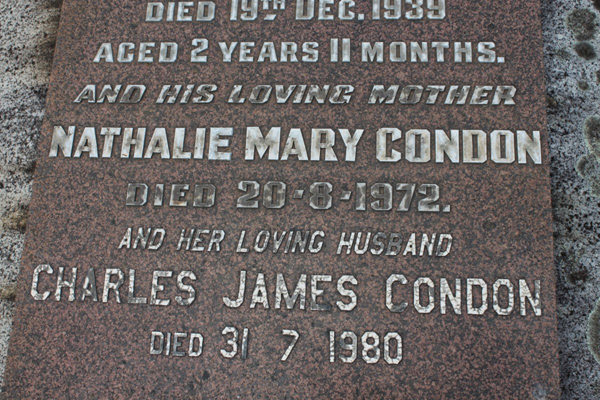 DIED 19TH DEC. 1939
AGED 2 YEARS 11 MONTHS.
AND HIS LOVING MOTHER
NATHALIE MARY CONDON
DIED 20-8-1972.
AND HER LOVING HUSBAND
CHARLES JAMES CONDON
DIED 31 7 1980